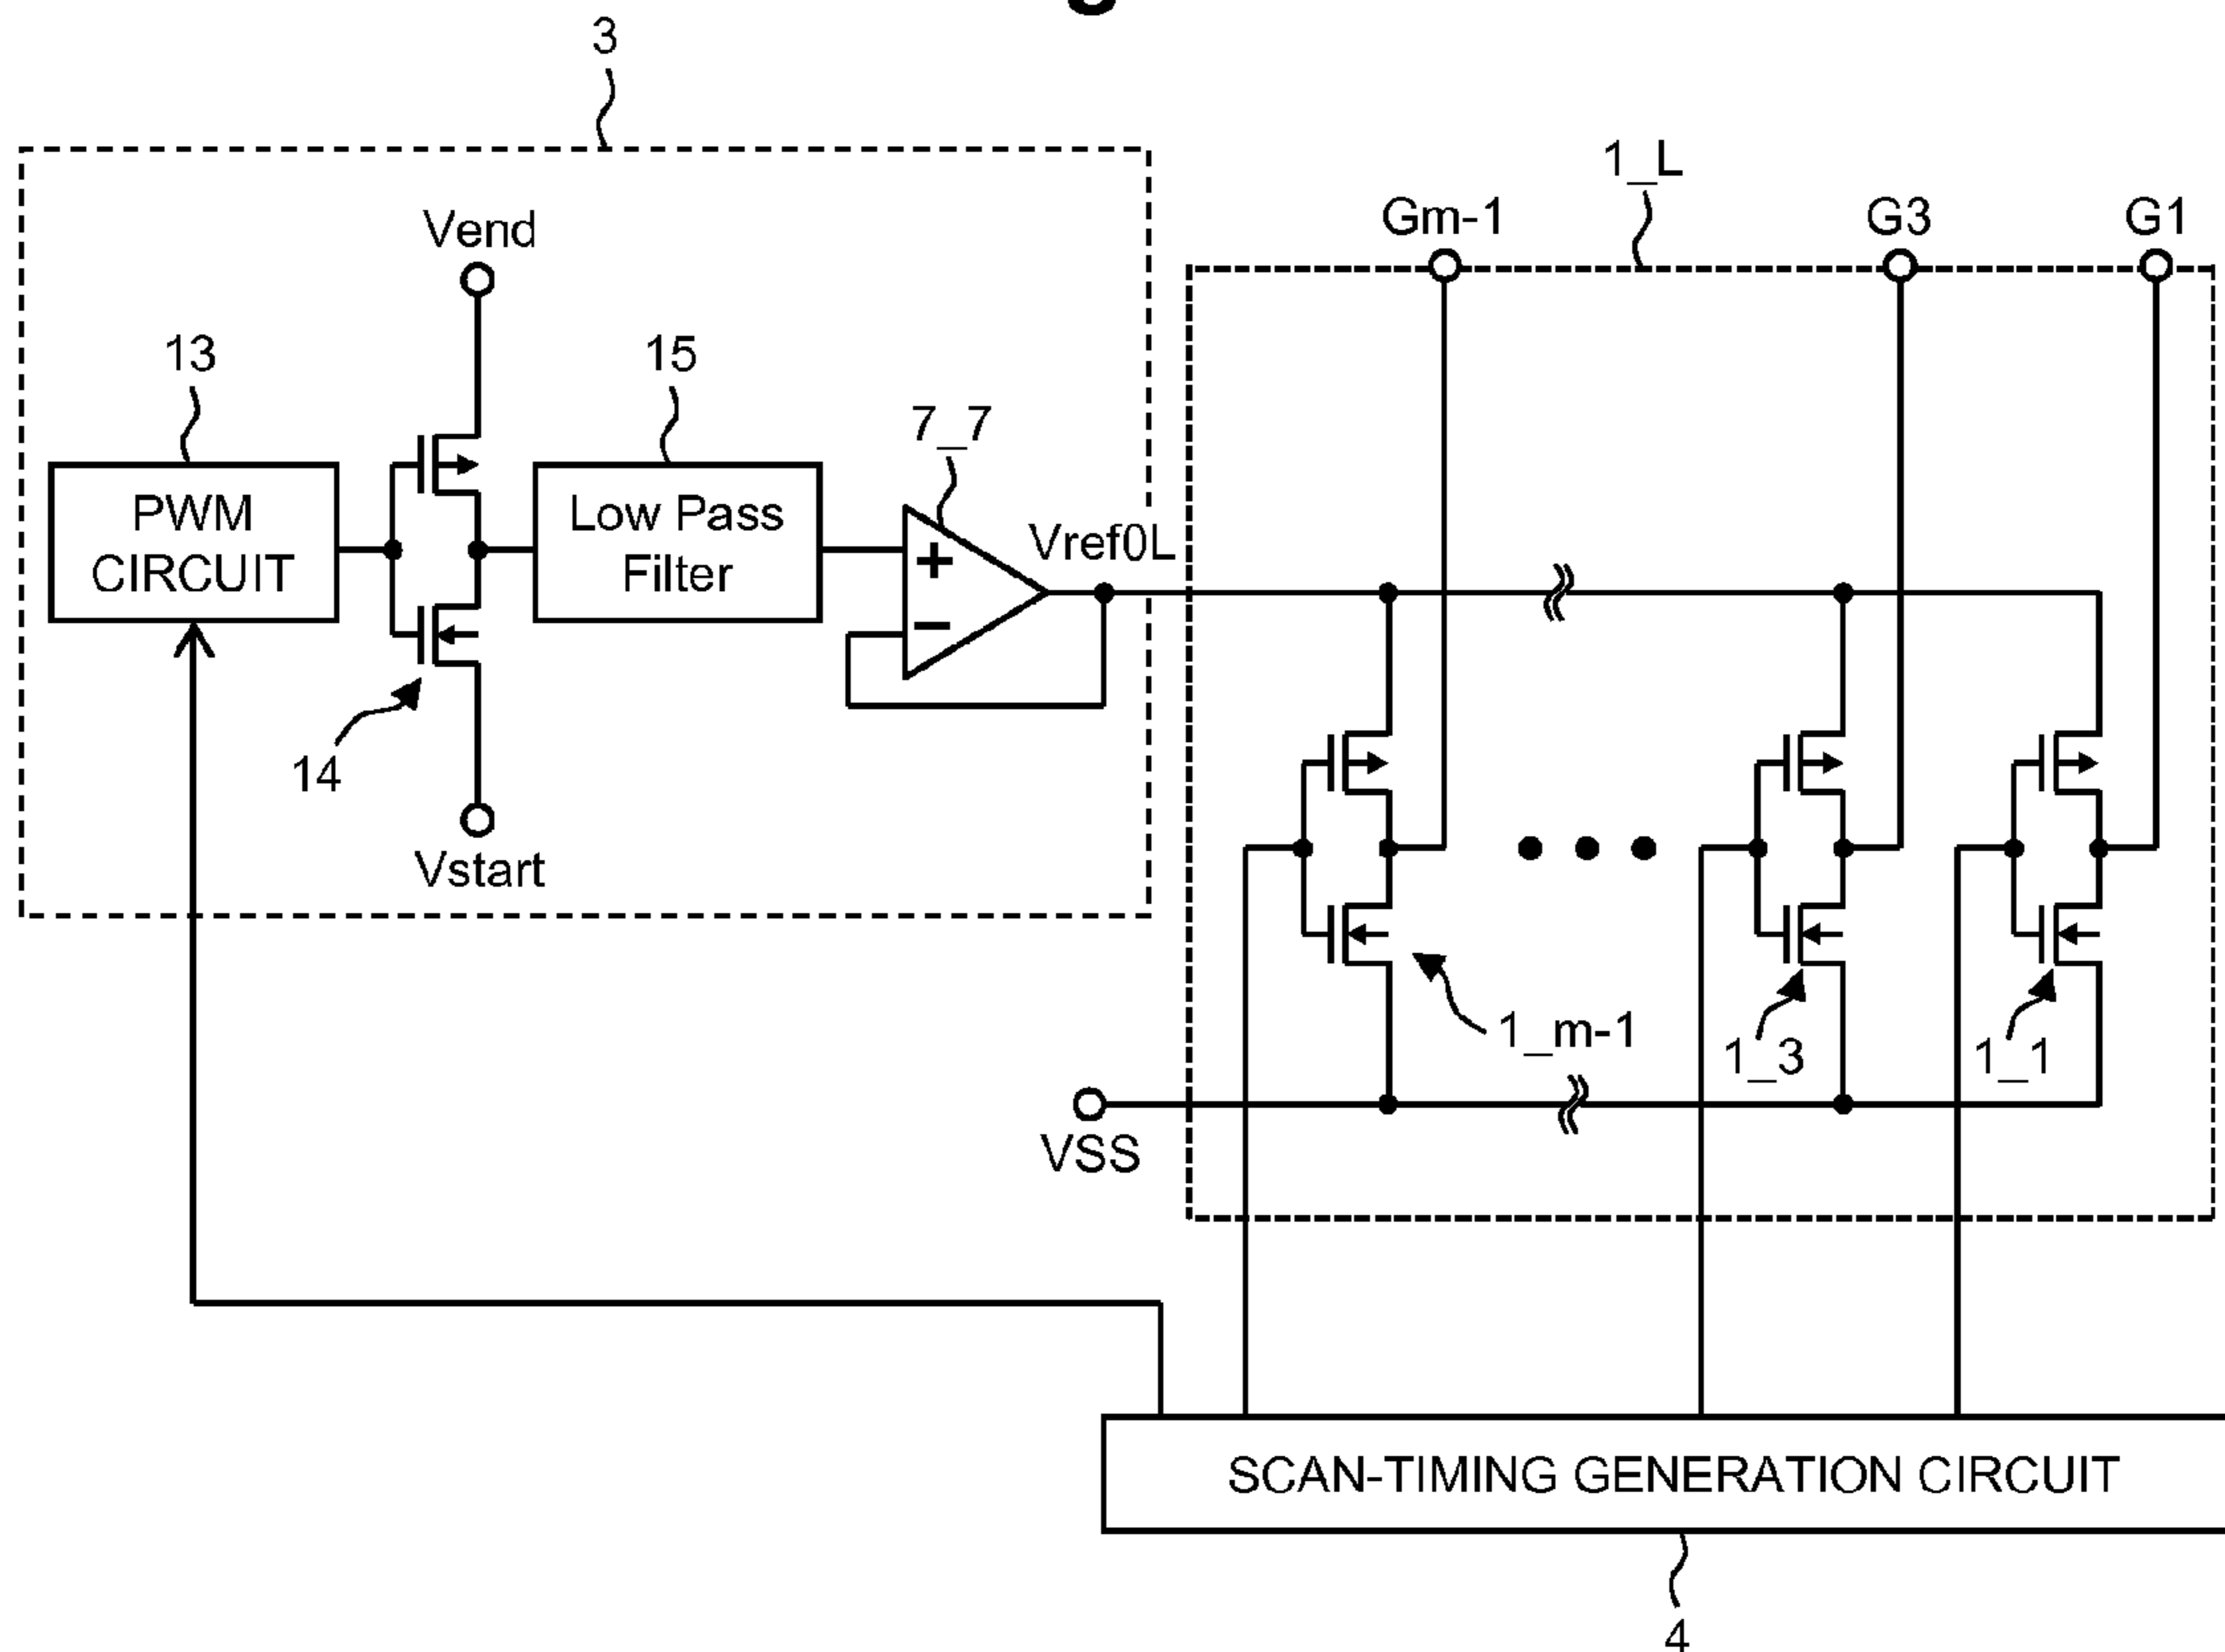 3
1_L
Gm-1
G3
G1
Vend
13
15
7_7
PWM
CIRCUIT
Low Pass
Filter
+
−
Vref0L
14
Vstart
1_m-1
1_3
1_1
VSS
SCAN-TIMING GENERATION CIRCUIT
4